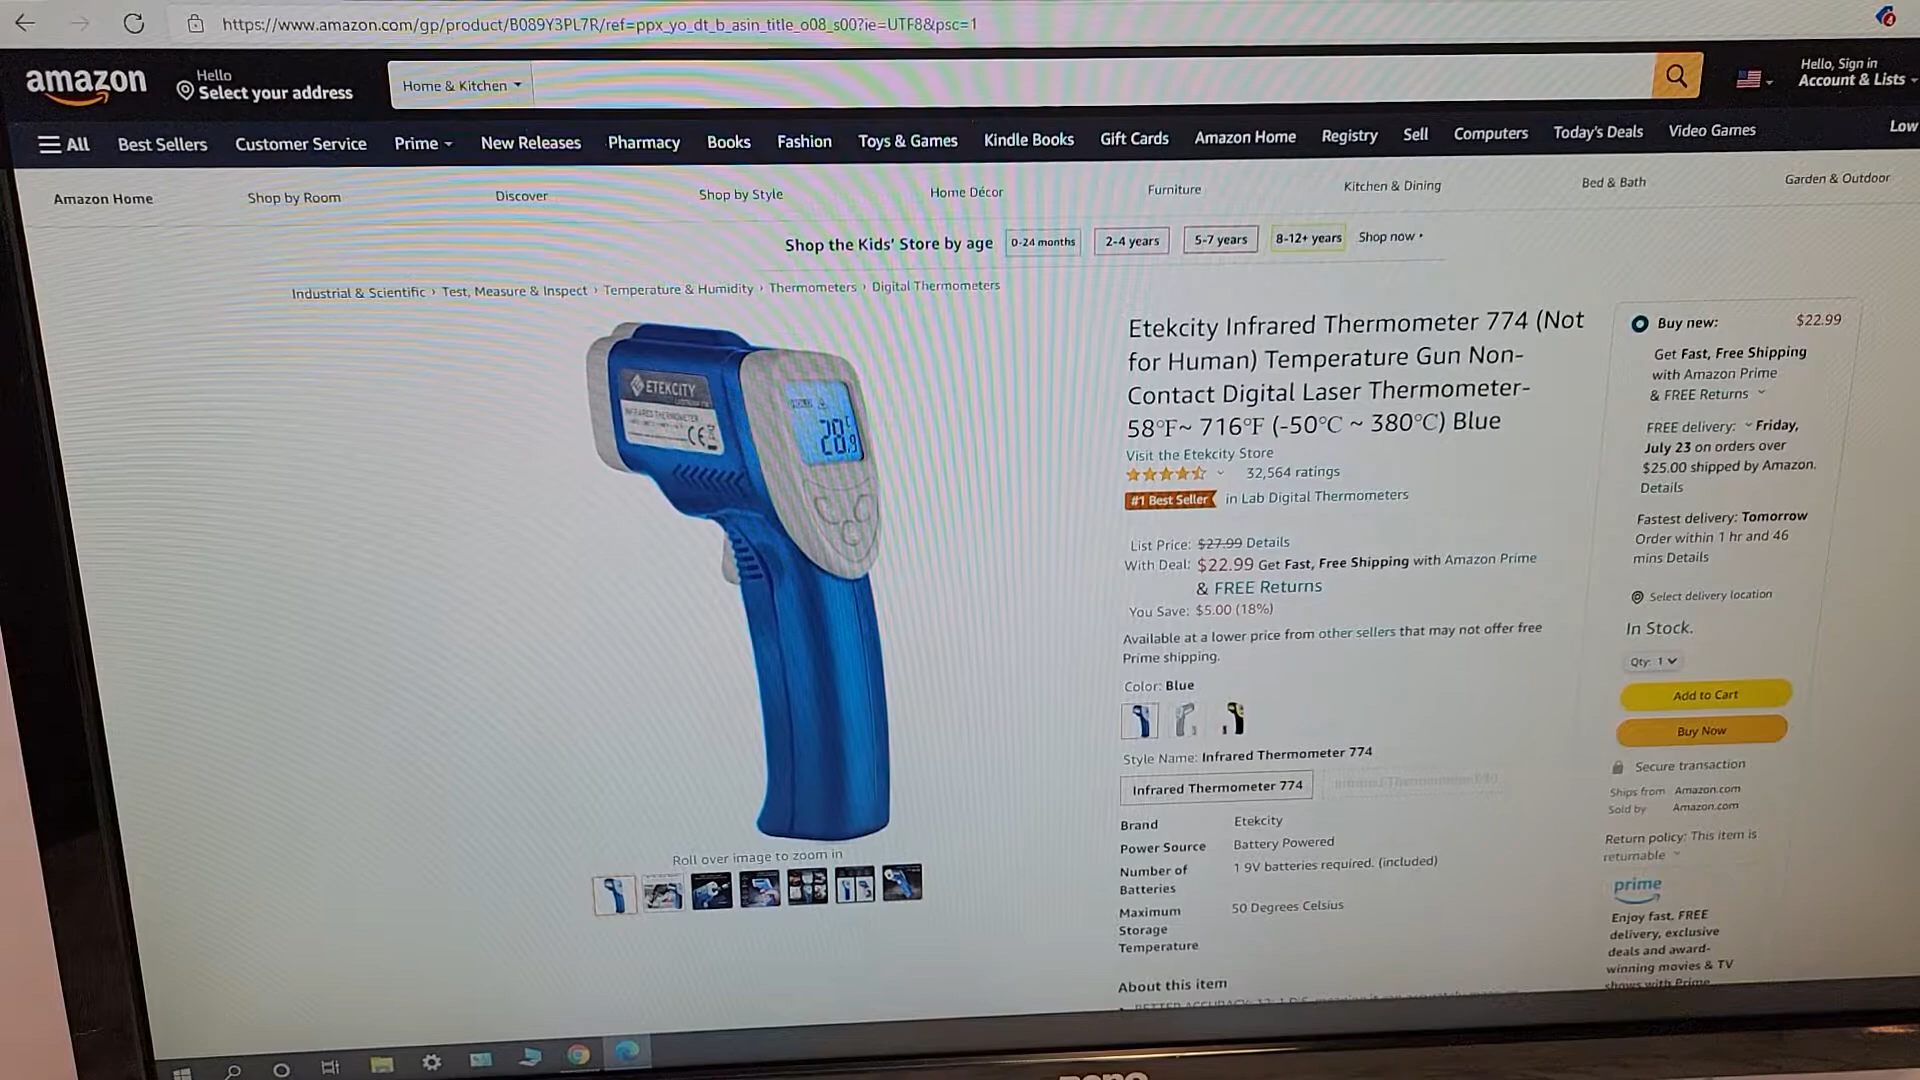 https://www.amazon.com/gp/product/B089Y3PL7R/ref=ppx_yo_dt_b_asin_title_o08_s00?ie=UTF8&psc=1
4
amazon
Hello
Select your address
Home & Kitchen
Hello, Sign in
Account & Lists
All
Best Sellers
Customer Service
Prime
New Releases
Pharmacy
Books
Fashion
Toys & Games
Kindle Books
Gift Cards
Amazon Home
Registry
Sell
Computers
Today's Deals
Video Games
Low
Amazon Home
Shop by Room
Discover
Shop by Style
Home Décor
Furniture
Kitchen & Dining
Bed & Bath
Garden & Outdoor
Shop the Kids' Store by age
0-24 months
2-4 years
5-7 years
8-12+ years
Shop now
Industrial & Scientific › Test, Measure & Inspect › Temperature & Humidity › Thermometers › Digital Thermometers
ETEKCITY
INFRARED THERMOMETER
CE
28.9
Roll over image to zoom in
Etekcity Infrared Thermometer 774 (Not
for Human) Temperature Gun Non-
Contact Digital Laser Thermometer-
58℉~ 716℉ (-50℃ ~ 380℃) Blue
Visit the Etekcity Store
32,564 ratings
#1 Best Seller in Lab Digital Thermometers
List Price: $27.99 Details
With Deal: $22.99 Get Fast, Free Shipping with Amazon Prime
& FREE Returns
You Save: $5.00 (18%)
Available at a lower price from other sellers that may not offer free
Prime shipping.
Color: Blue
Style Name: Infrared Thermometer 774
Infrared Thermometer 774
Brand Etekcity
Power Source Battery Powered
Number of 1 9V batteries required. (included)
Batteries
Maximum 50 Degrees Celsius
Storage
Temperature
About this item
Buy new: $22.99
Get Fast, Free Shipping
with Amazon Prime
& FREE Returns
FREE delivery: Friday,
July 23 on orders over
$25.00 shipped by Amazon.
Details
Fastest delivery: Tomorrow
Order within 1 hr and 46
mins Details
Select delivery location
In Stock.
Qty: 1
Add to Cart
Buy Now
Secure transaction
Ships from Amazon.com
Sold by Amazon.com
Return policy: This item is
returnable
prime
Enjoy fast, FREE
delivery, exclusive
deals and award-
winning movies & TV
shows with Prime